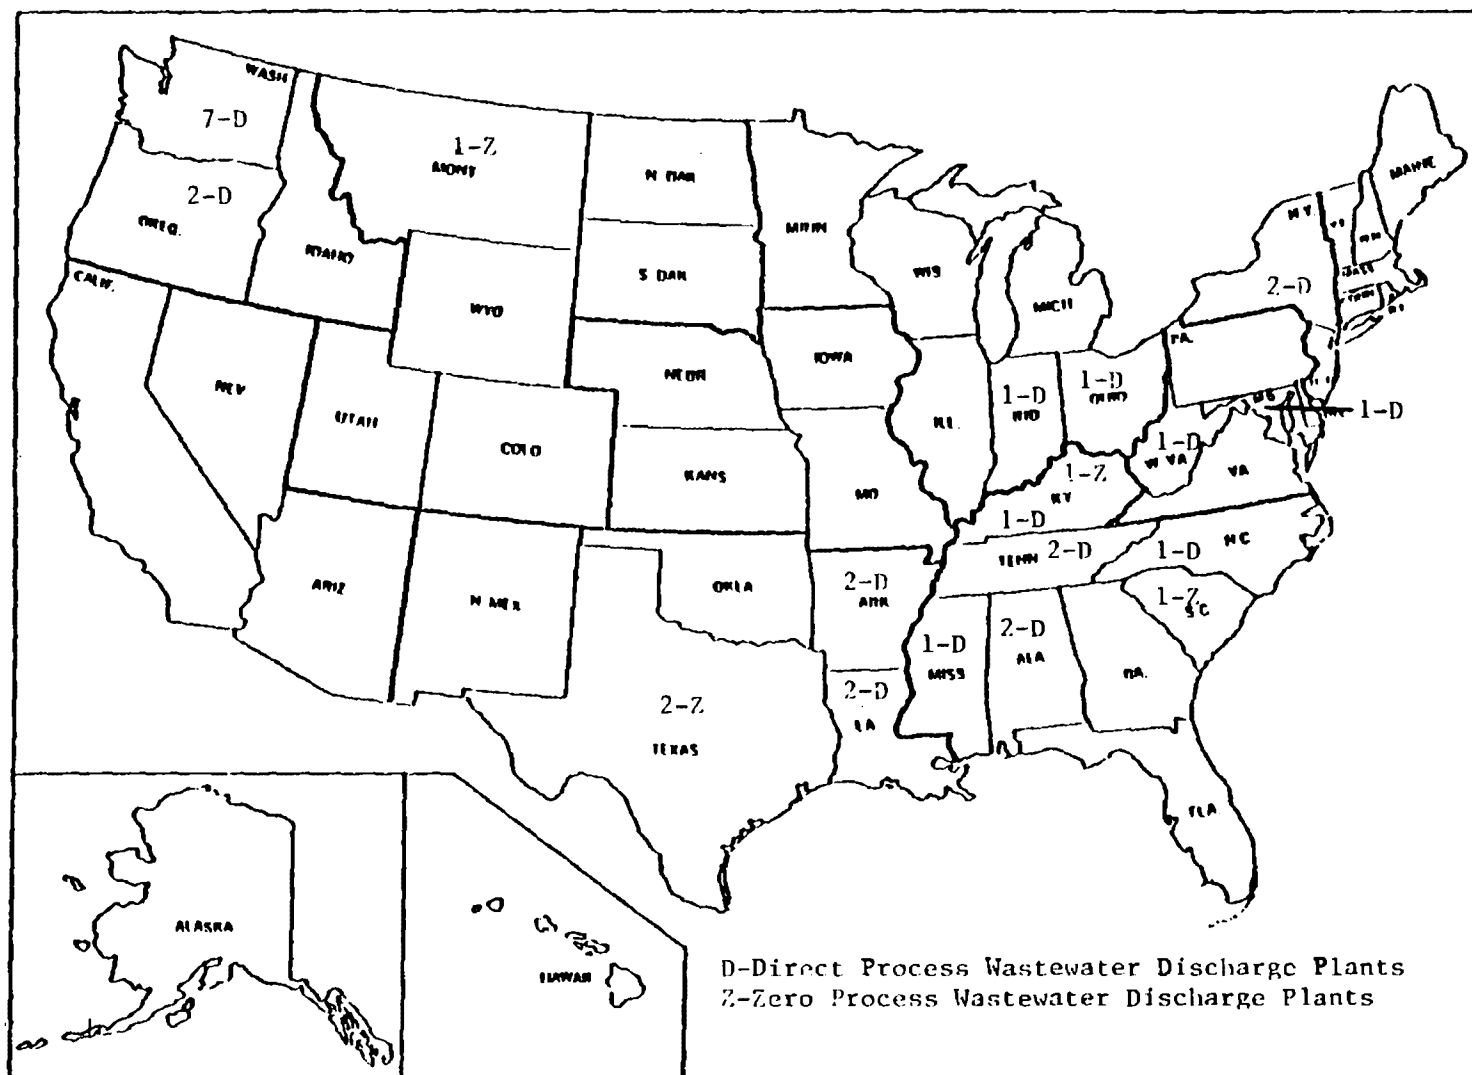 WASH
7-D
1-Z
MONT
N DAK
MAINE
2-D
OREG.
IDAHO
MINN
N.Y.
S DAK
WIS
CALIF.
2-D
WYO
MICH
PA.
NEV
NEBR
IOWA
1-D
IND
1-D
OHIO
1-D
UTAH
COLO
ILL.
1-D
W VA
VA
KANS
MO
1-Z
KY
1-D
TENN 2-D
1-D
N C
ARIZ
N MEX
OKLA
2-D
ARK
1-Z
S C
1-D
MISS
2-D
ALA
GA.
2-Z
TEXAS
2-D
LA
FLA.
ALASKA
HAWAII
D-Direct Process Wastewater Discharge Plants
Z-Zero Process Wastewater Discharge Plants